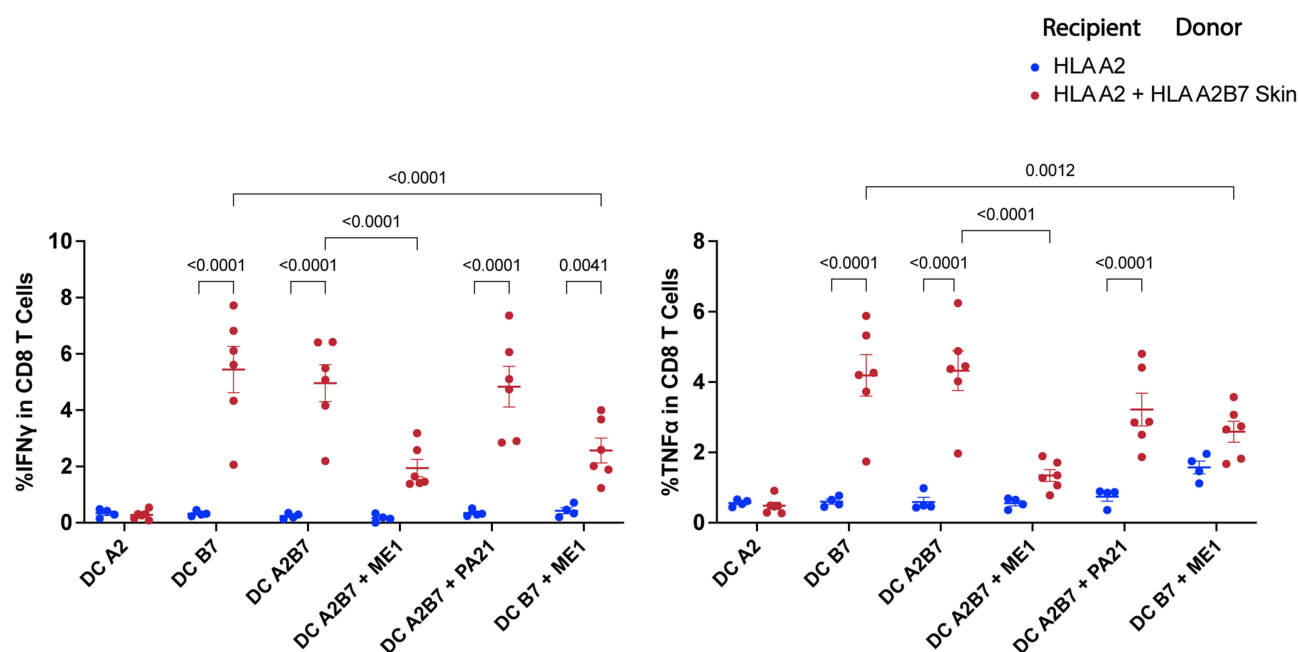 Recipient Donor
HLA A2
HLA A2 + HLA A2B7 Skin
<0.0001
<0.0001
<0.0001
<0.0001
<0.0001
0.0041
10
8
6
4
2
0
%IFNγ in CD8 T Cells
DC A2
DC B7
DC A2B7
DC A2B7 + ME1
DC A2B7 + PA21
DC B7 + ME1
0.0012
<0.0001
<0.0001
<0.0001
<0.0001
8
6
4
2
0
%TNFα in CD8 T Cells
DC A2
DC B7
DC A2B7
DC A2B7 + ME1
DC A2B7 + PA21
DC B7 + ME1